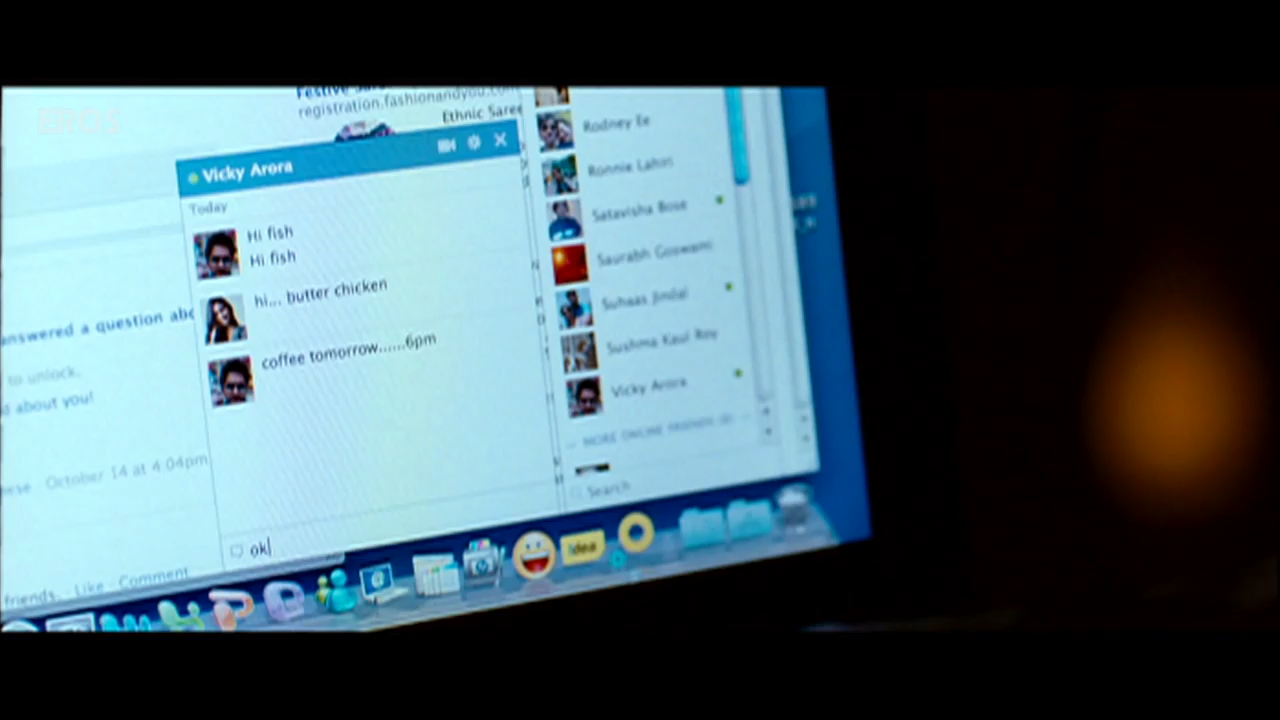 EROS
Festive
registration.fashionandyou.com
Ethnic Saree
Vicky Arora
Today
Hi fish
Hi fish
hi... butter chicken
coffee tomorrow......6pm
ok
answered a question abo
to unlock.
d about you!
October 14 at 4:04pm
friends. · Like · Comment
Rodney Ee
Ronnie Lahiri
Satavisha Bose
Saurabh Goswami
Suhaas Jindal
Sushma Kaul Roy
Vicky Arora
MORE ONLINE FRIENDS
Search
Idea